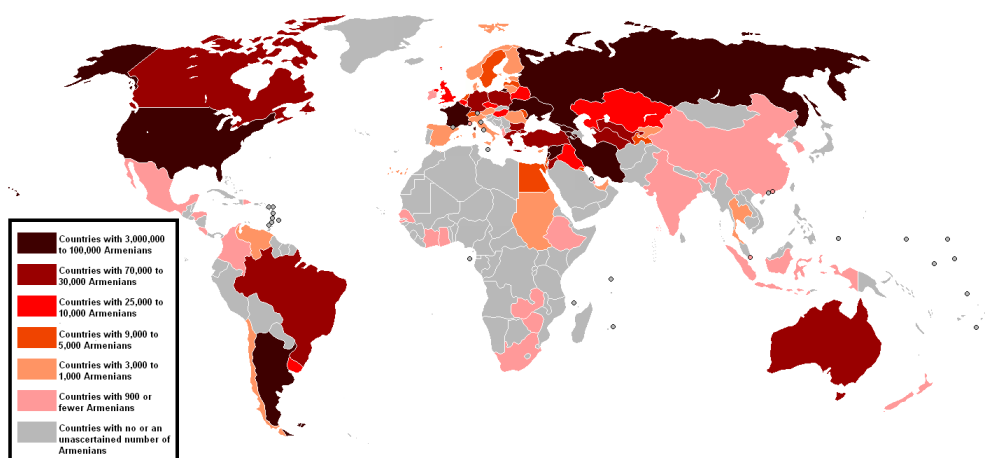 Countries with 3,000,000
to 100,000 Armenians
Countries with 70,000 to
30,000 Armenians
Countries with 25,000 to
10,000 Armenians
Countries with 9,000 to
5,000 Armenians
Countries with 3,000 to
1,000 Armenians
Countries with 900 or
fewer Armenians
Countries with no or an
unascertained number of
Armenians